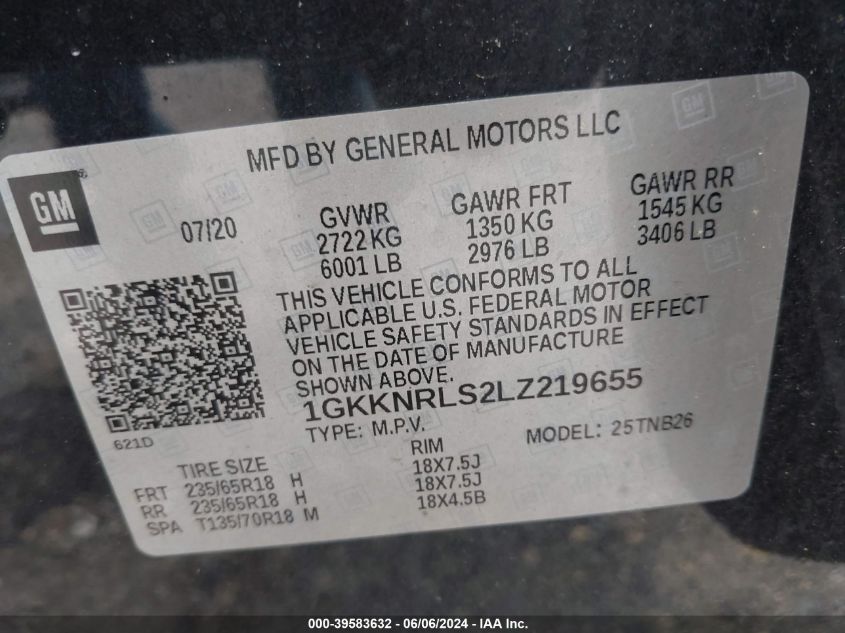 MFD BY GENERAL MOTORS LLC
GM®
07/20
GVWR
2722 KG
6001 LB
GAWR FRT
1350 KG
2976 LB
GAWR RR
1545 KG
3406 LB
THIS VEHICLE CONFORMS TO ALL
APPLICABLE U.S. FEDERAL MOTOR
VEHICLE SAFETY STANDARDS IN EFFECT
ON THE DATE OF MANUFACTURE
SHOWN ABOVE.
1GKKNRLS2LZ219655
621D
TYPE: M.P.V. MODEL: 25TNB26
TIRE SIZE RIM
FRT 235/65R18 H 18X7.5J
RR 235/65R18 H 18X7.5J
SPA T135/70R18 M 18X4.5B
000-39583632 - 06/06/2024 - IAA Inc.